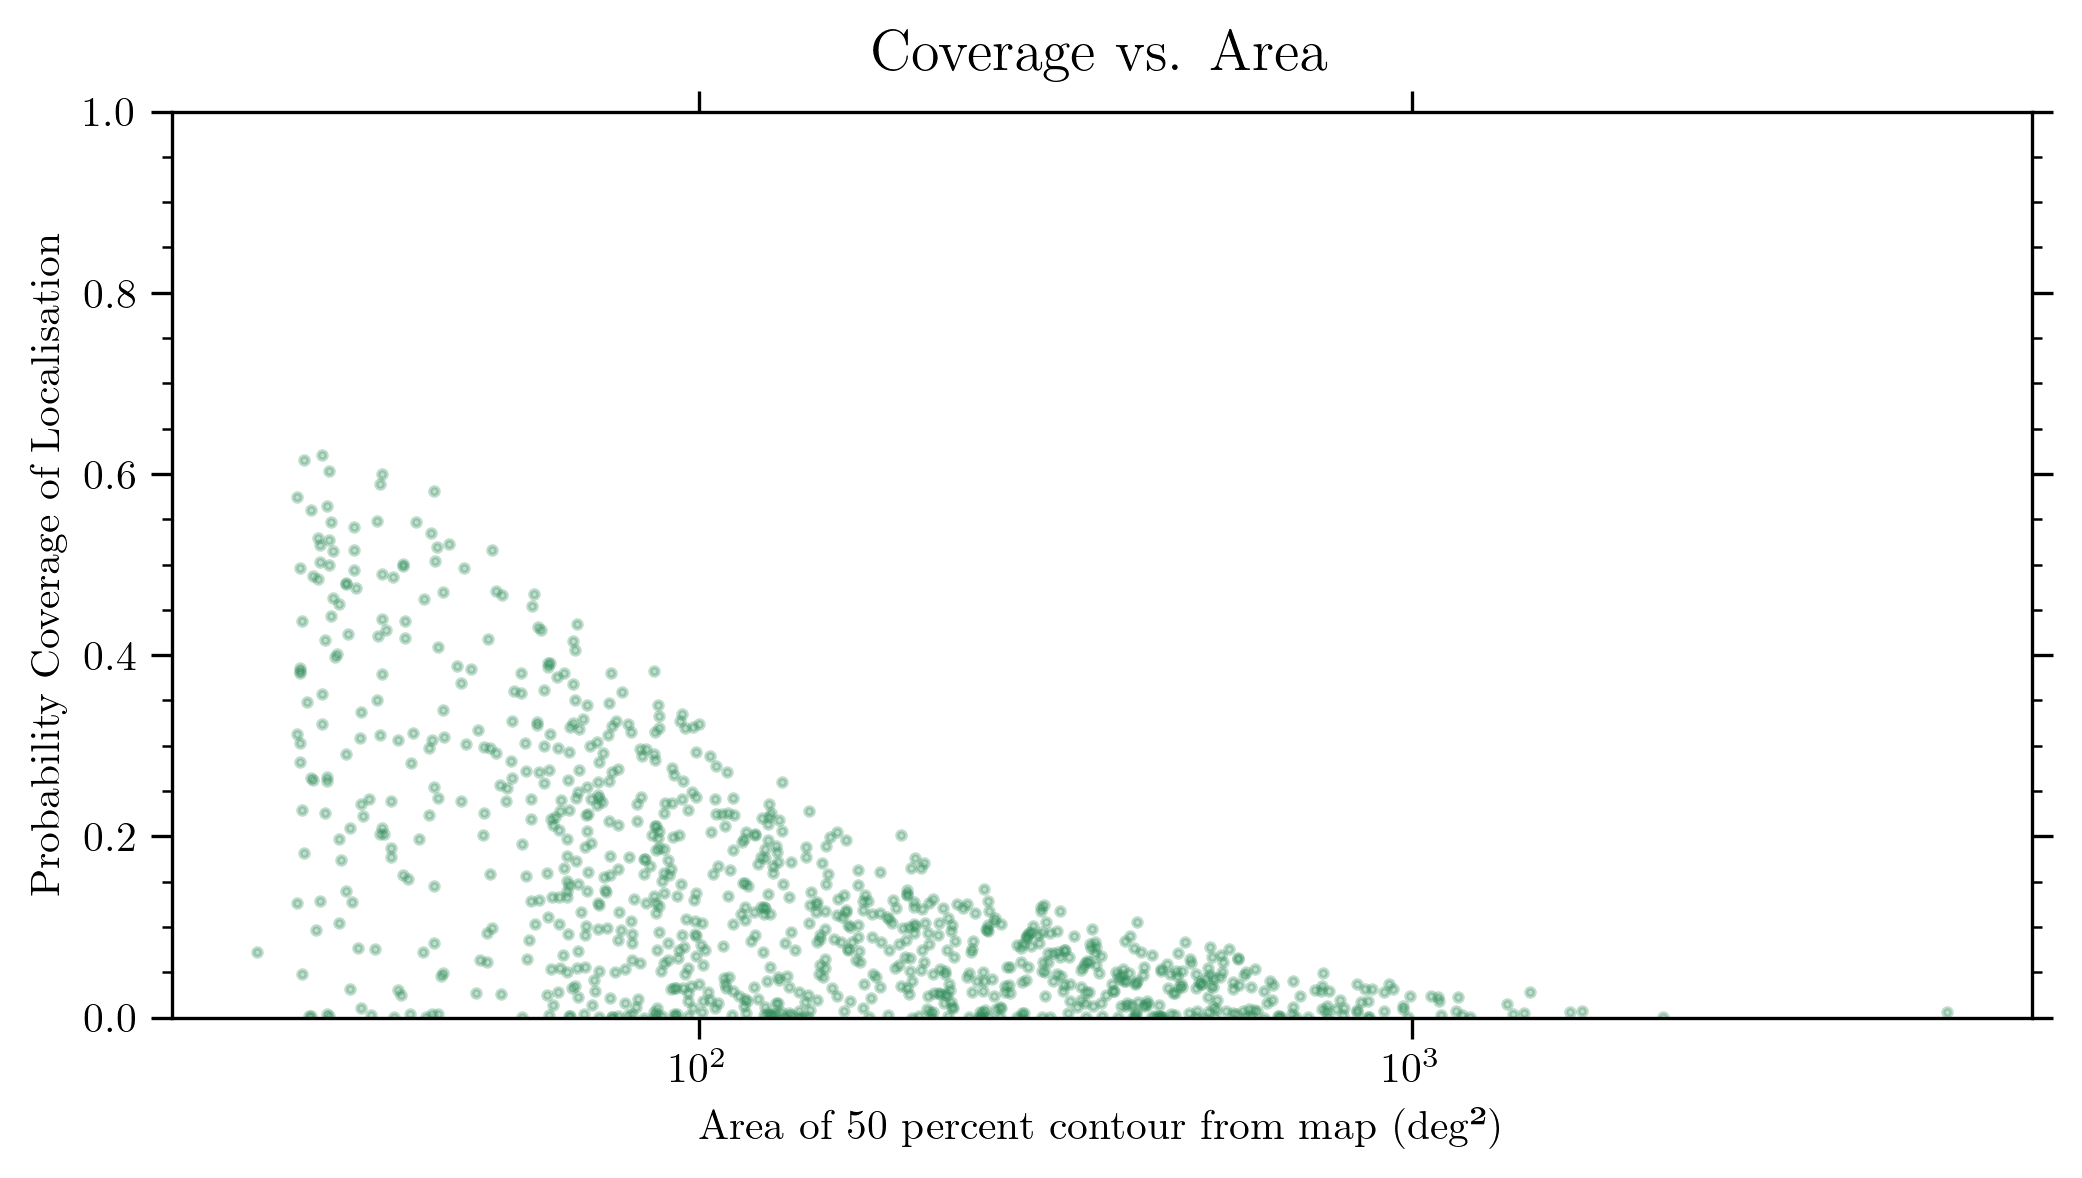 Coverage vs. Area
Probability Coverage of Localisation
1.0
0.8
0.6
0.4
0.2
0.0
10²
10³
Area of 50 percent contour from map (deg²)